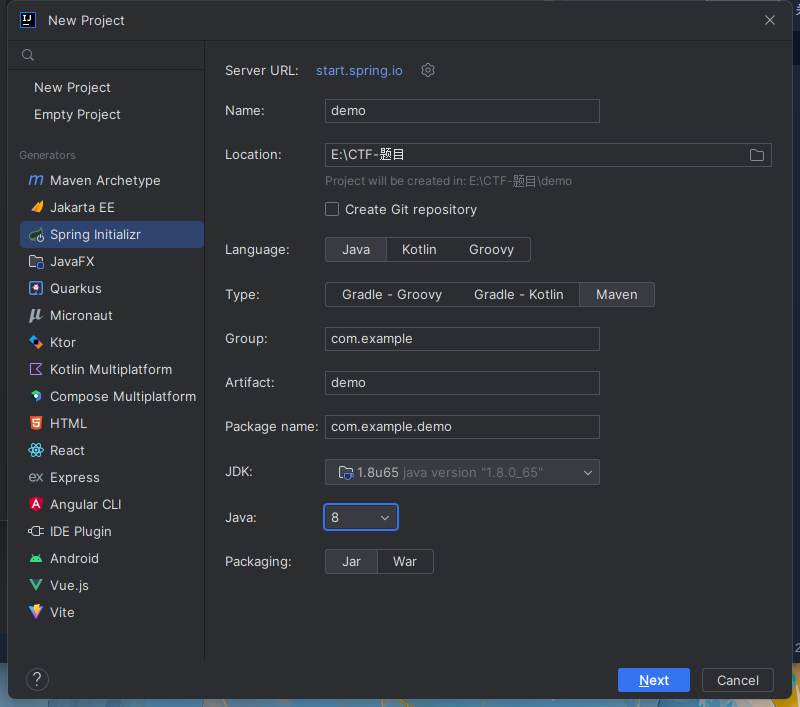 New Project
New Project
Empty Project
Generators
Maven Archetype
Jakarta EE
Spring Initializr
JavaFX
Quarkus
Micronaut
Ktor
Kotlin Multiplatform
Compose Multiplatform
HTML
React
Express
Angular CLI
IDE Plugin
Android
Vue.js
Vite
Server URL: start.spring.io
Name: demo
Location: E:\CTF-题目
Project will be created in: E:\CTF-题目\demo
Create Git repository
Language: Java Kotlin Groovy
Type: Gradle - Groovy Gradle - Kotlin Maven
Group: com.example
Artifact: demo
Package name: com.example.demo
JDK: 1.8u65 java version "1.8.0_65"
Java: 8
Packaging: Jar War
? Next Cancel